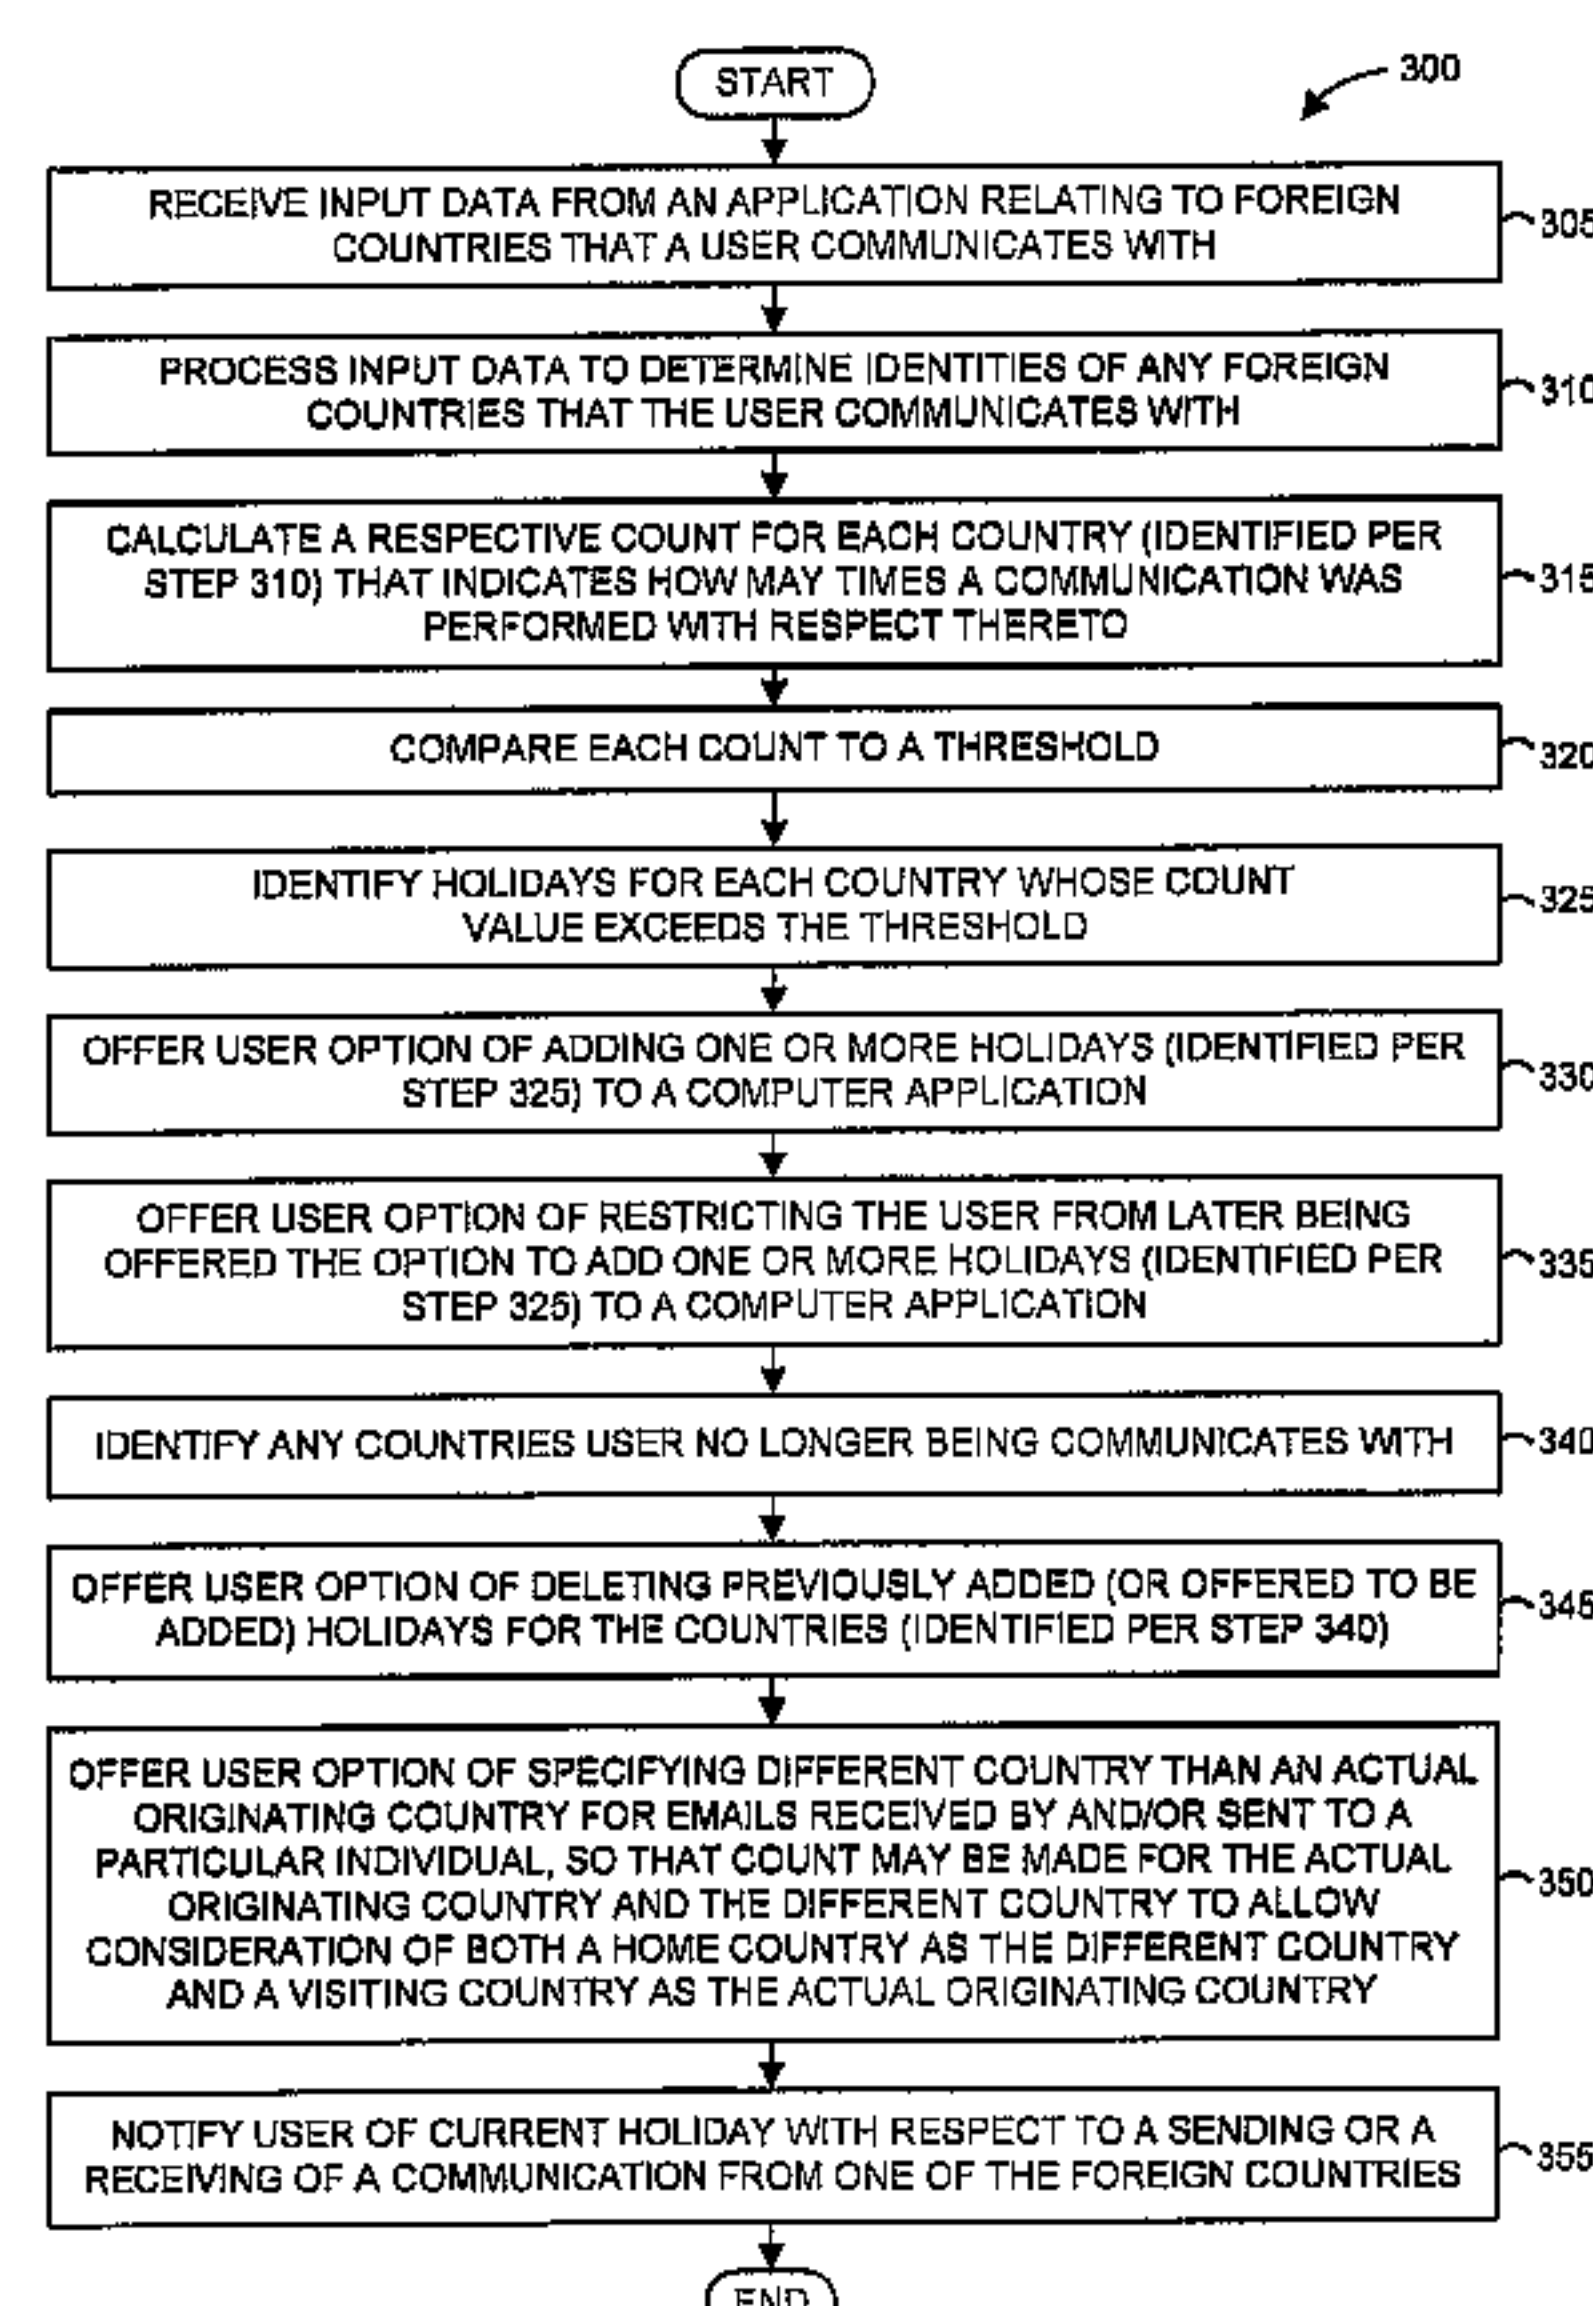 START
300
RECEIVE INPUT DATA FROM AN APPLICATION RELATING TO FOREIGN
COUNTRIES THAT A USER COMMUNICATES WITH
305
PROCESS INPUT DATA TO DETERMINE IDENTITIES OF ANY FOREIGN
COUNTRIES THAT THE USER COMMUNICATES WITH
310
CALCULATE A RESPECTIVE COUNT FOR EACH COUNTRY (IDENTIFIED PER
STEP 310) THAT INDICATES HOW MAY TIMES A COMMUNICATION WAS
PERFORMED WITH RESPECT THERETO
315
COMPARE EACH COUNT TO A THRESHOLD
320
IDENTIFY HOLIDAYS FOR EACH COUNTRY WHOSE COUNT
VALUE EXCEEDS THE THRESHOLD
325
OFFER USER OPTION OF ADDING ONE OR MORE HOLIDAYS (IDENTIFIED PER
STEP 325) TO A COMPUTER APPLICATION
330
OFFER USER OPTION OF RESTRICTING THE USER FROM LATER BEING
OFFERED THE OPTION TO ADD ONE OR MORE HOLIDAYS (IDENTIFIED PER
STEP 325) TO A COMPUTER APPLICATION
335
IDENTIFY ANY COUNTRIES USER NO LONGER BEING COMMUNICATES WITH
340
OFFER USER OPTION OF DELETING PREVIOUSLY ADDED (OR OFFERED TO BE
ADDED) HOLIDAYS FOR THE COUNTRIES (IDENTIFIED PER STEP 340)
345
OFFER USER OPTION OF SPECIFYING DIFFERENT COUNTRY THAN AN ACTUAL
ORIGINATING COUNTRY FOR EMAILS RECEIVED BY AND/OR SENT TO A
PARTICULAR INDIVIDUAL, SO THAT COUNT MAY BE MADE FOR THE ACTUAL
ORIGINATING COUNTRY AND THE DIFFERENT COUNTRY TO ALLOW
CONSIDERATION OF BOTH A HOME COUNTRY AS THE DIFFERENT COUNTRY
AND A VISITING COUNTRY AS THE ACTUAL ORIGINATING COUNTRY
350
NOTIFY USER OF CURRENT HOLIDAY WITH RESPECT TO A SENDING OR A
RECEIVING OF A COMMUNICATION FROM ONE OF THE FOREIGN COUNTRIES
355
END